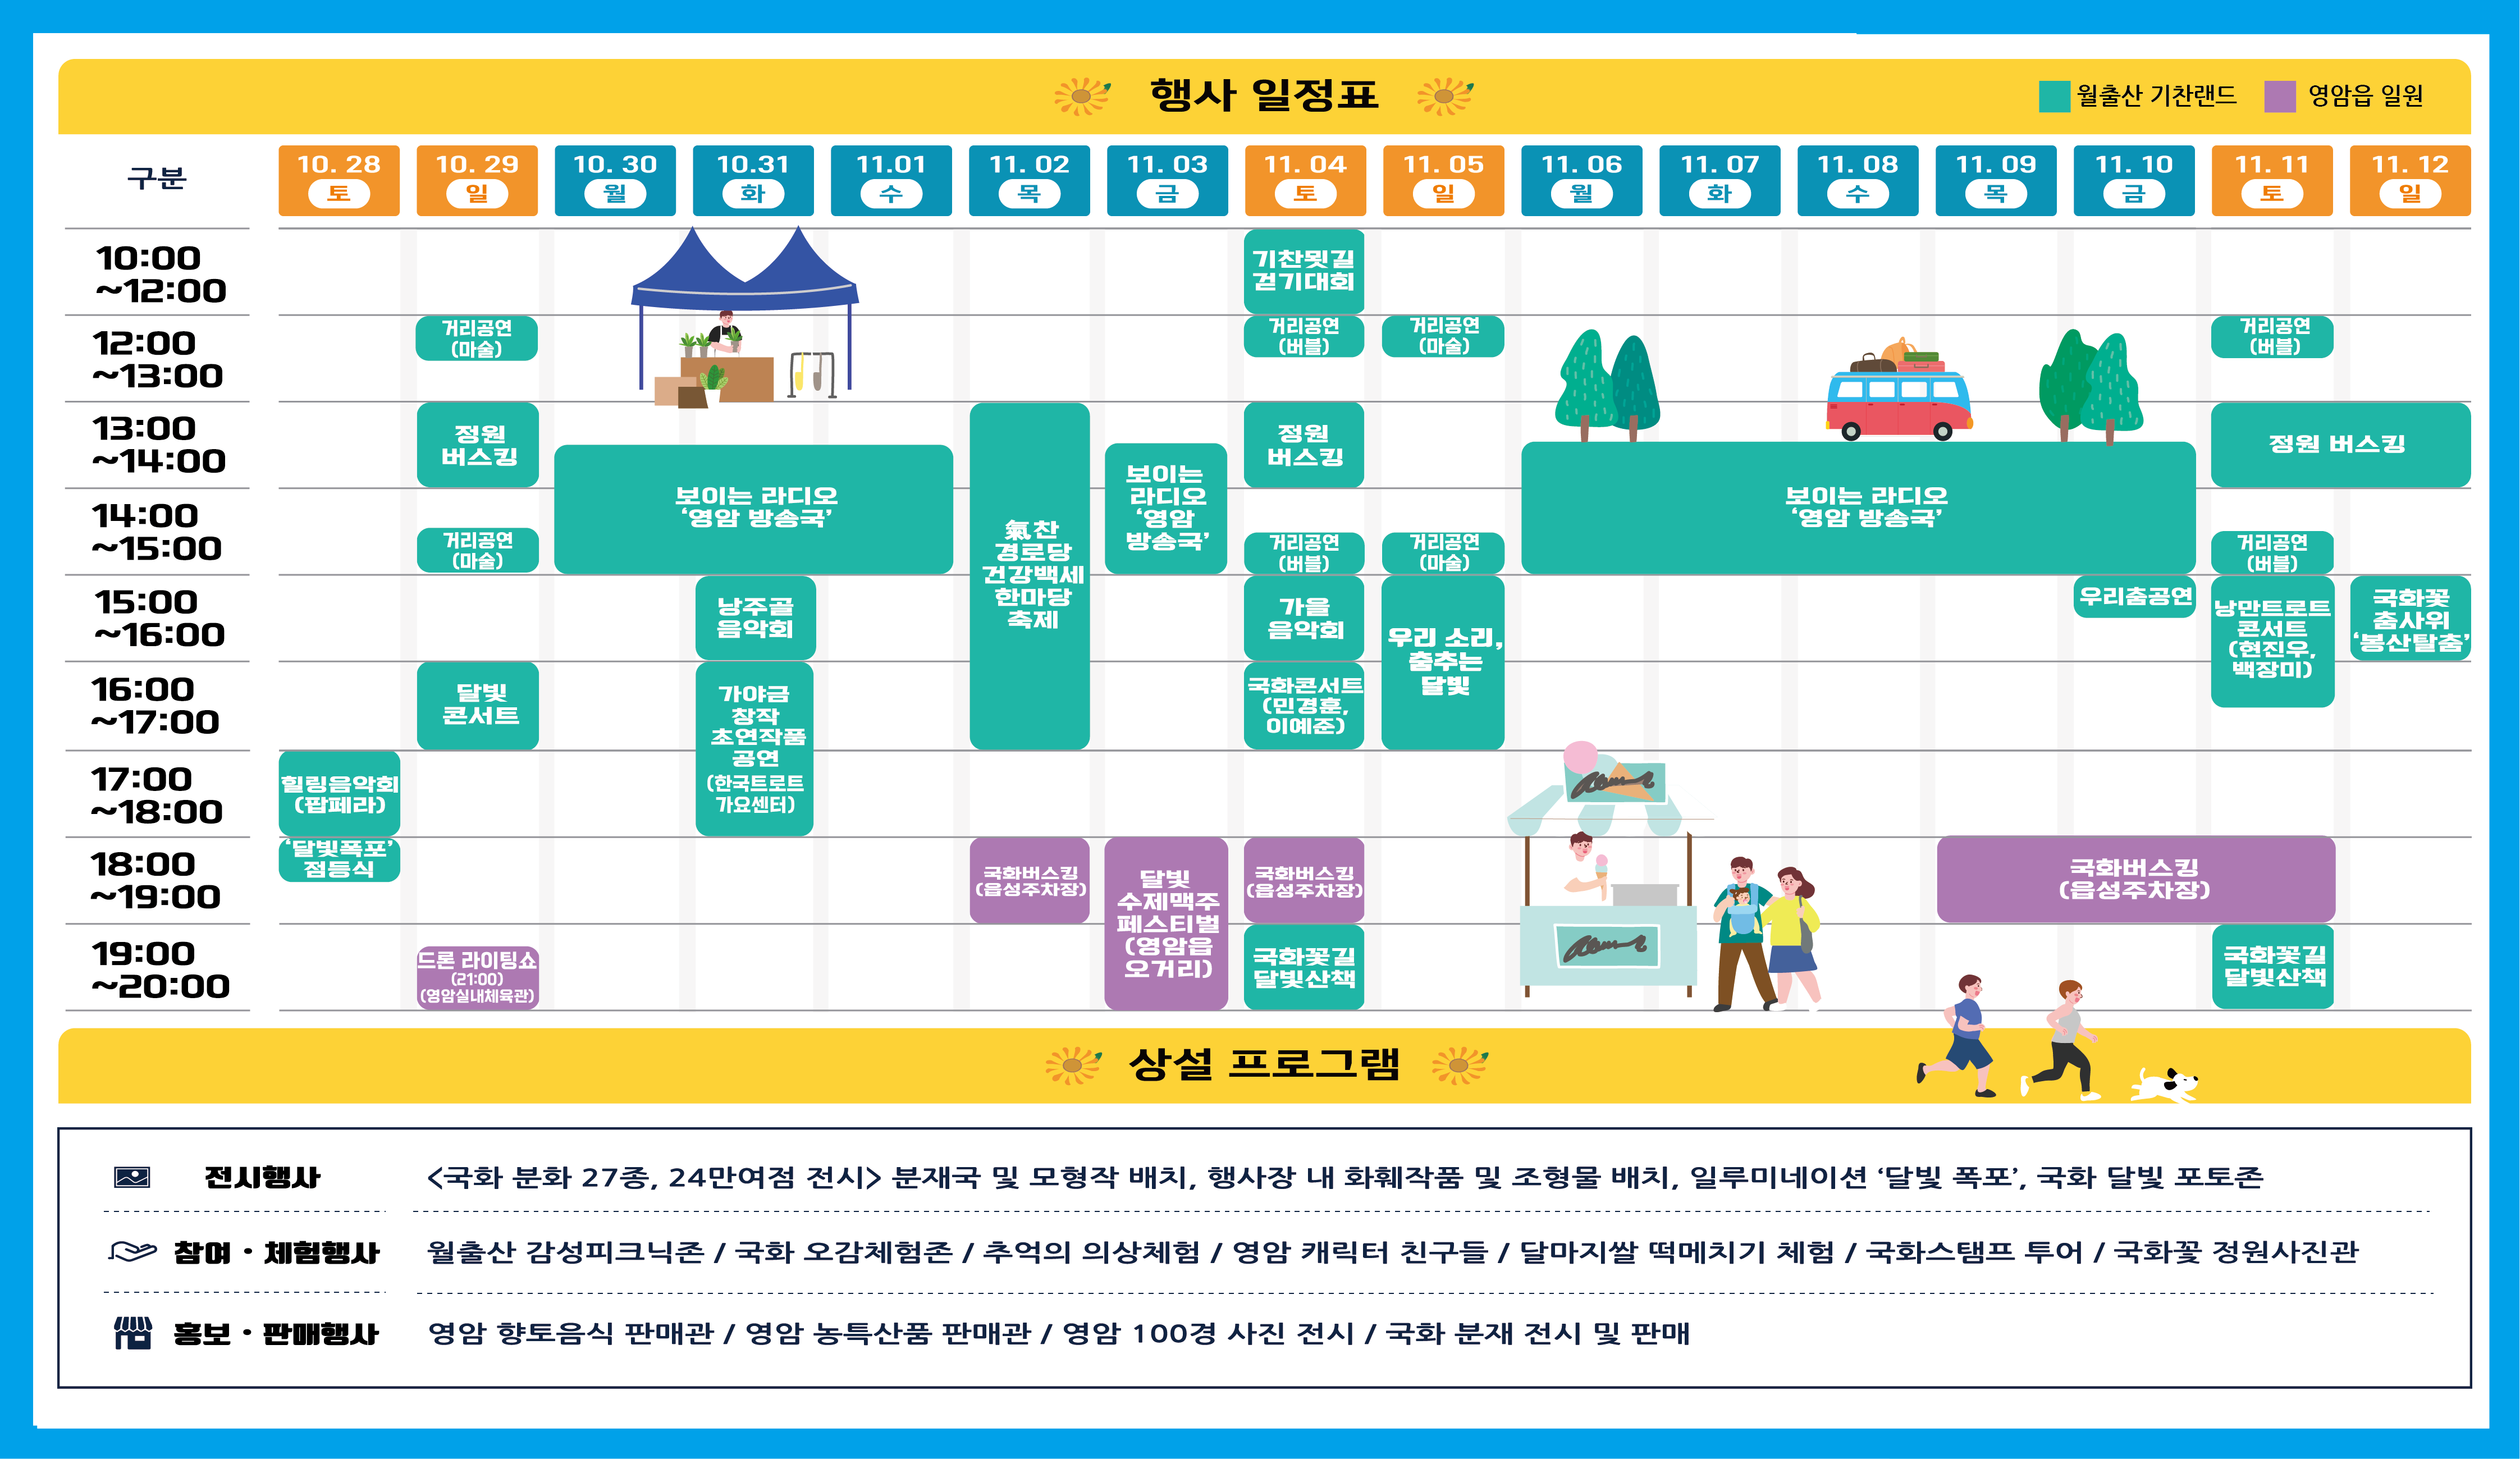 행사 일정표
월출산 기찬랜드
영암읍 일원
구분
10. 28
토
10. 29
일
10. 30
월
10.31
화
11.01
수
11. 02
목
11. 03
금
11. 04
토
11. 05
일
11. 06
월
11. 07
화
11. 08
수
11. 09
목
11. 10
금
11. 11
토
11. 12
일
10:00
~12:00
기찬묏길
걷기대회
12:00
~13:00
거리공연
(마술)
거리공연
(버블)
거리공연
(마술)
거리공연
(버블)
13:00
~14:00
정원
버스킹
보이는 라디오
‘영암 방송국’
氣찬
경로당
건강백세
한마당
축제
보이는
라디오
‘영암
방송국’
정원
버스킹
보이는 라디오
‘영암 방송국’
정원 버스킹
14:00
~15:00
거리공연
(마술)
거리공연
(버블)
거리공연
(마술)
거리공연
(버블)
15:00
~16:00
낭주골
음악회
가을
음악회
우리 소리,
춤추는
달빛
우리춤공연
낭만트로트
콘서트
(현진우,
백장미)
국화꽃
춤사위
‘봉산탈춤’
16:00
~17:00
달빛
콘서트
가야금
창작
초연작품
공연
(한국트로트
가요센터)
국화콘서트
(민경훈,
이예준)
17:00
~18:00
힐링음악회
(팝페라)
18:00
~19:00
‘달빛폭포’
점등식
국화버스킹
(읍성주차장)
달빛
수제맥주
페스티벌
(영암읍
오거리)
국화버스킹
(읍성주차장)
국화버스킹
(읍성주차장)
19:00
~20:00
드론 라이팅쇼
(21:00)
(영암실내체육관)
국화꽃길
달빛산책
국화꽃길
달빛산책
상설 프로그램
전시행사
<국화 분화 27종, 24만여점 전시> 분재국 및 모형작 배치, 행사장 내 화훼작품 및 조형물 배치, 일루미네이션 ‘달빛 폭포’, 국화 달빛 포토존
참여 · 체험행사
월출산 감성피크닉존 / 국화 오감체험존 / 추억의 의상체험 / 영암 캐릭터 친구들 / 달마지쌀 떡메치기 체험 / 국화스탬프 투어 / 국화꽃 정원사진관
홍보 · 판매행사
영암 향토음식 판매관 / 영암 농특산품 판매관 / 영암 100경 사진 전시 / 국화 분재 전시 및 판매